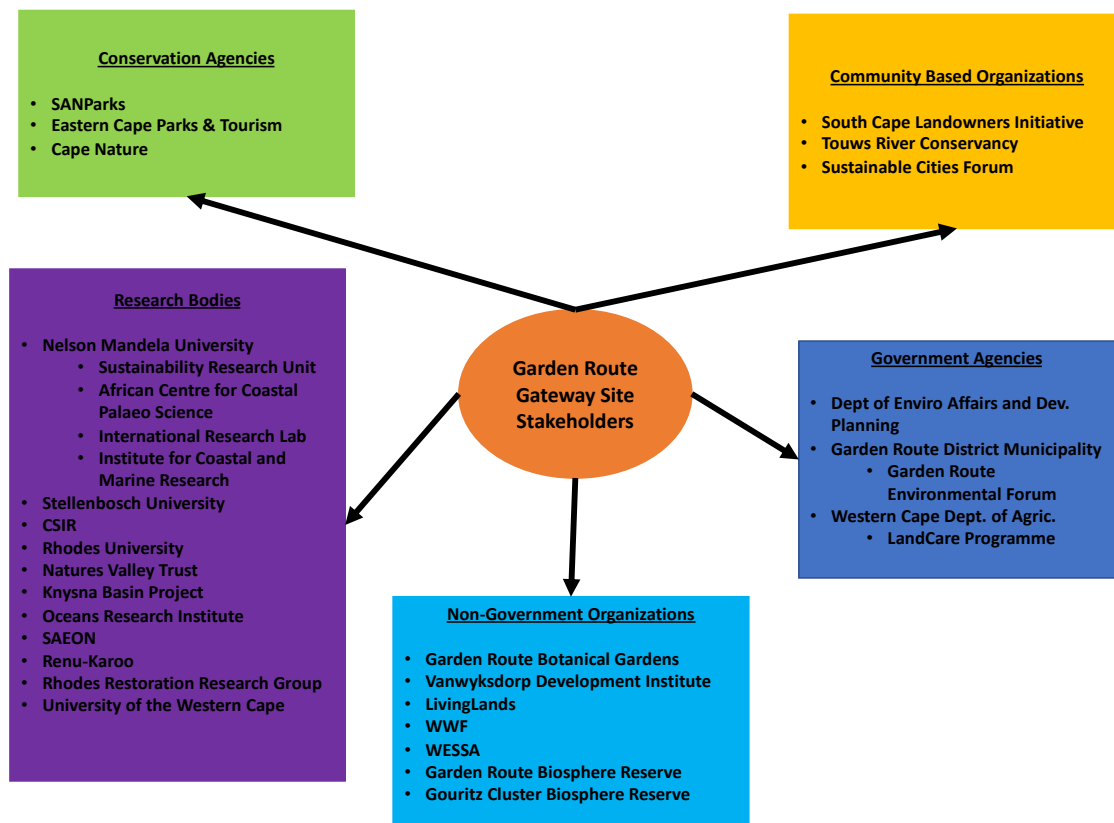 Conservation Agencies
• SANParks
• Eastern Cape Parks & Tourism
• Cape Nature
Community Based Organizations
• South Cape Landowners Initiative
• Touws River Conservancy
• Sustainable Cities Forum
Research Bodies
• Nelson Mandela University
• Sustainability Research Unit
• African Centre for Coastal
Palaeo Science
• International Research Lab
• Institute for Coastal and
Marine Research
• Stellenbosch University
• CSIR
• Rhodes University
• Natures Valley Trust
• Knysna Basin Project
• Oceans Research Institute
• SAEON
• Renu-Karoo
• Rhodes Restoration Research Group
• University of the Western Cape
Garden Route
Gateway Site
Stakeholders
Government Agencies
• Dept of Enviro Affairs and Dev.
Planning
• Garden Route District Municipality
• Garden Route
Environmental Forum
• Western Cape Dept. of Agric.
• LandCare Programme
Non-Government Organizations
• Garden Route Botanical Gardens
• Vanwyksdorp Development Institute
• LivingLands
• WWF
• WESSA
• Garden Route Biosphere Reserve
• Gouritz Cluster Biosphere Reserve